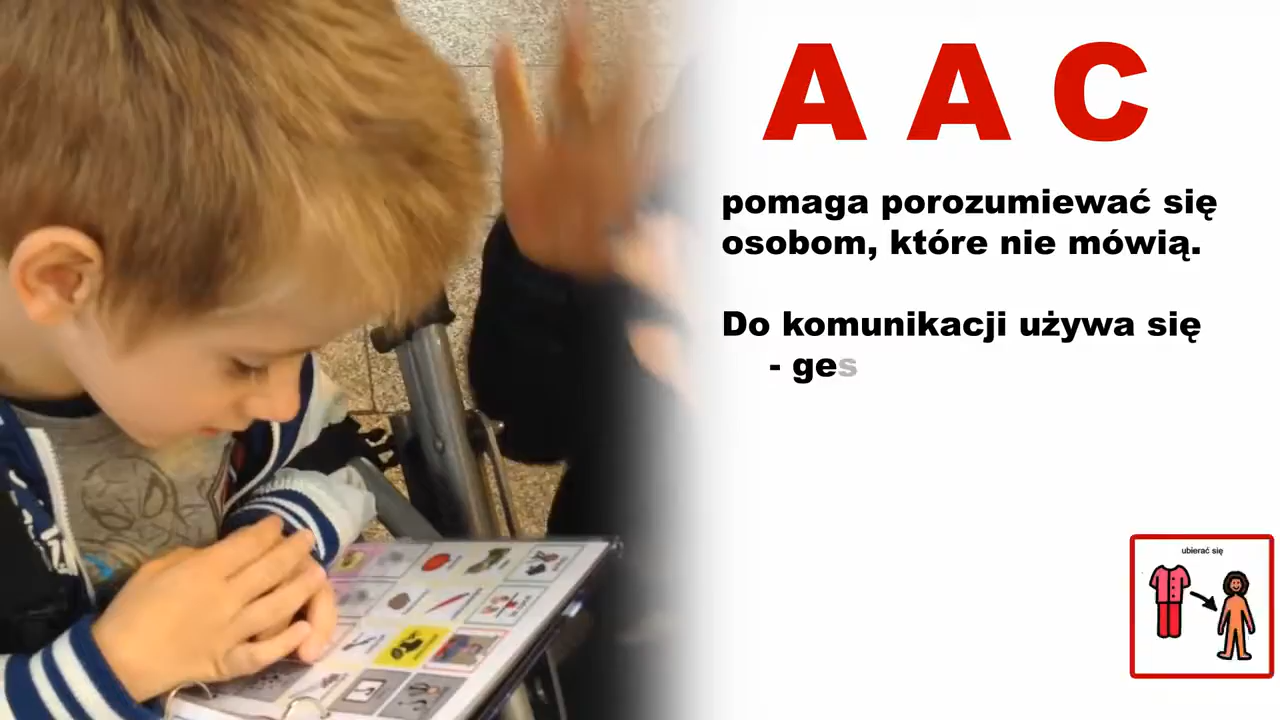 A A C
pomaga porozumiewać się
osobom, które nie mówią.
Do komunikacji używa się
- ges
ubierać się